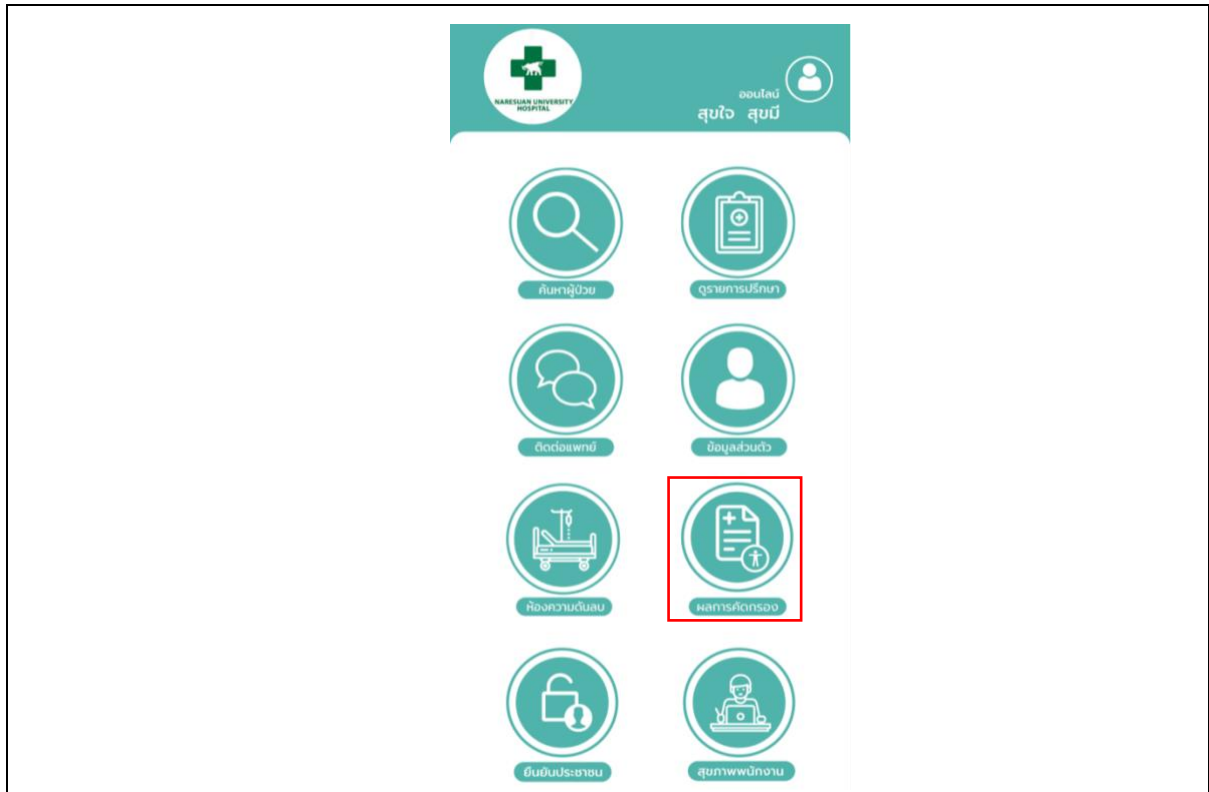 NARESUAN UNIVERSITY
HOSPITAL
ออนไลน์
สุขใจ สุขมี
ค้นหาผู้ป่วย
ดูรายการปรึกษา
ติดต่อแพทย์
ข้อมูลส่วนตัว
ห้องความดันลบ
ผลการคัดกรอง
ยืนยันประชาชน
สุขภาพพนักงาน